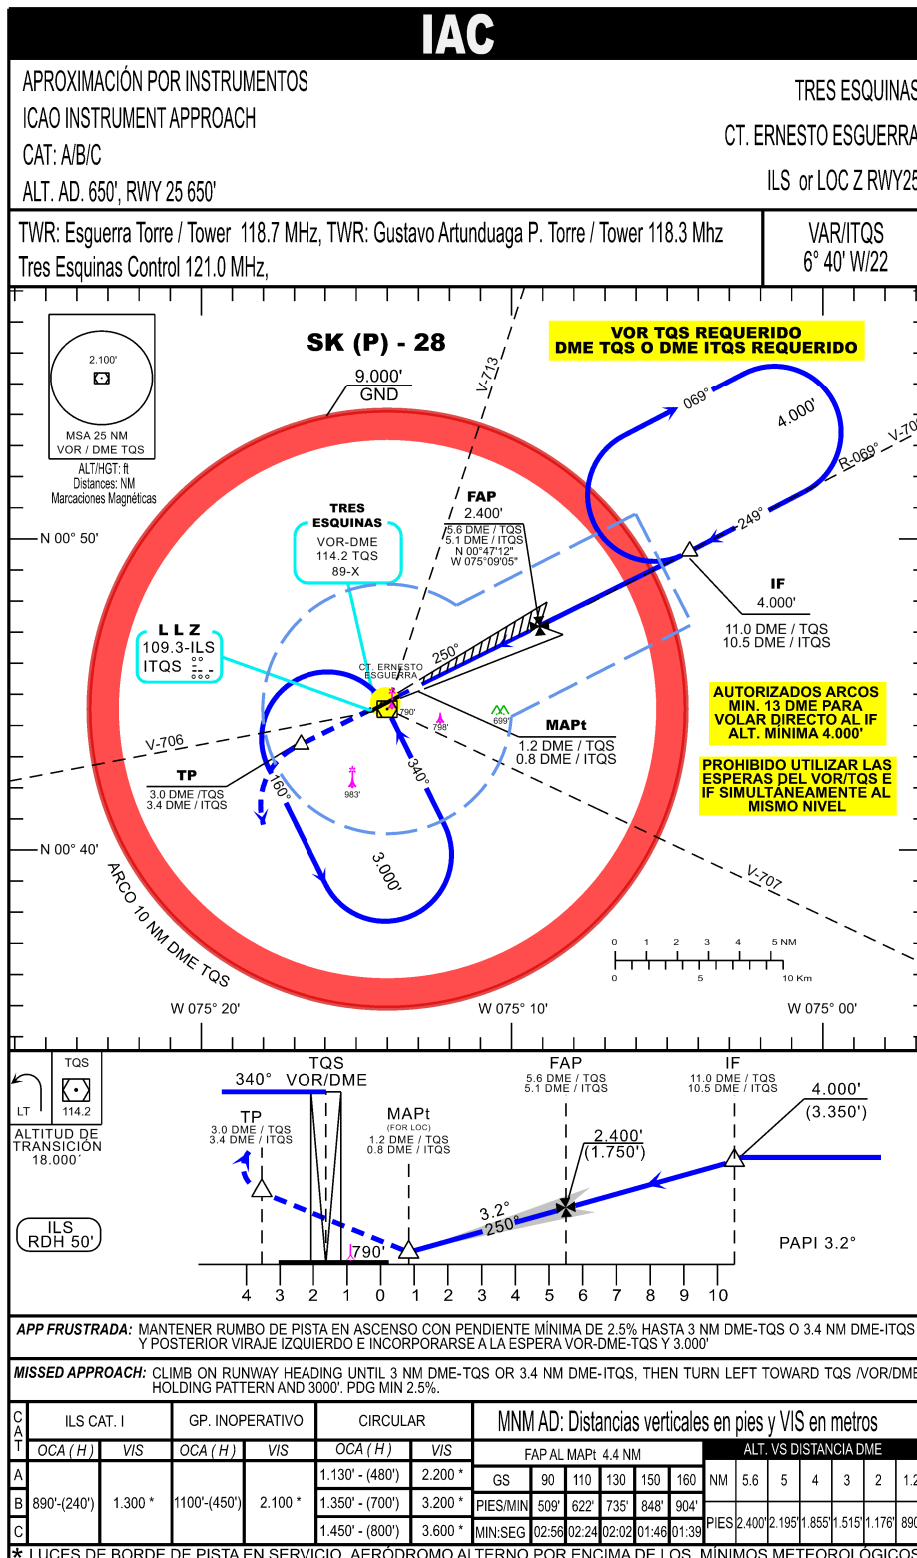 IAC
APROXIMACIÓN POR INSTRUMENTOS
ICAO INSTRUMENT APPROACH
CAT: A/B/C
ALT. AD. 650', RWY 25 650'
TRES ESQUINAS
CT. ERNESTO ESGUERRA
ILS or LOC Z RWY25
TWR: Esguerra Torre / Tower 118.7 MHz, TWR: Gustavo Artunduaga P. Torre / Tower 118.3 Mhz
Tres Esquinas Control 121.0 MHz,
VAR/ITQS
6° 40' W/22
2.100'
MSA 25 NM
VOR / DME TQS
ALT/HGT: ft
Distances: NM
Marcaciones Magnéticas
SK (P) - 28
9.000'
GND
V-713
VOR TQS REQUERIDO
DME TQS O DME ITQS REQUERIDO
069°
4.000'
R-069°
V-70
249°
FAP
2.400'
5.6 DME / TQS
5.1 DME / ITQS
N 00°47'12"
W 075°09'05"
TRES
ESQUINAS
VOR-DME
114.2 TQS
89-X
N 00° 50'
IF
4.000'
11.0 DME / TQS
10.5 DME / ITQS
L L Z
109.3-ILS
ITQS
250°
CT. ERNESTO
ESGUERRA
790'
798'
699'
MAPt
1.2 DME / TQS
0.8 DME / ITQS
AUTORIZADOS ARCOS
MIN. 13 DME PARA
VOLAR DIRECTO AL IF
ALT. MÍNIMA 4.000'
PROHIBIDO UTILIZAR LAS
ESPERAS DEL VOR/TQS E
IF SIMULTÁNEAMENTE AL
MISMO NIVEL
V-706
TP
3.0 DME /TQS
3.4 DME / ITQS
160°
340°
983'
3.000'
N 00° 40'
V-707
ARCO 10 NM DME TQS
0 1 2 3 4 5 NM
0 5 10 Km
W 075° 20'
W 075° 10'
W 075° 00'
LT
TQS
114.2
ALTITUD DE
TRANSICIÓN
18.000'
ILS
RDH 50'
340°
TQS
VOR/DME
TP
3.0 DME / TQS
3.4 DME / ITQS
MAPt
(FOR LOC)
1.2 DME / TQS
0.8 DME / ITQS
FAP
5.6 DME / TQS
5.1 DME / ITQS
IF
11.0 DME / TQS
10.5 DME / ITQS
4.000'
(3.350')
2.400'
(1.750')
3.2°
250°
790'
PAPI 3.2°
4 3 2 1 0 1 2 3 4 5 6 7 8 9 10
APP FRUSTRADA: MANTENER RUMBO DE PISTA EN ASCENSO CON PENDIENTE MÍNIMA DE 2.5% HASTA 3 NM DME-TQS O 3.4 NM DME-ITQS
Y POSTERIOR VIRAJE IZQUIERDO E INCORPORARSE A LA ESPERA VOR-DME-TQS Y 3.000'
MISSED APPROACH: CLIMB ON RUNWAY HEADING UNTIL 3 NM DME-TQS OR 3.4 NM DME-ITQS, THEN TURN LEFT TOWARD TQS /VOR/DME
HOLDING PATTERN AND 3000'. PDG MIN 2.5%.
CAT ILS CAT. I GP. INOPERATIVO CIRCULAR MNM AD: Distancias verticales en pies y VIS en metros
OCA ( H ) VIS OCA ( H ) VIS OCA ( H ) VIS FAP AL MAPt 4.4 NM ALT. VS DISTANCIA DME
A 1.130' - (480') 2.200 * GS 90 110 130 150 160 NM 5.6 5 4 3 2 1.2
B 890'-(240') 1.300 * 1100'-(450') 2.100 * 1.350' - (700') 3.200 * PIES/MIN 509' 622' 735' 848' 904' PIES 2.400' 2.195' 1.855' 1.515' 1.176' 890
C 1.450' - (800') 3.600 * MIN:SEG 02:56 02:24 02:02 01:46 01:39
* LUCES DE BORDE DE PISTA EN SERVICIO. AERÓDROMO ALTERNO POR ENCIMA DE LOS MÍNIMOS METEOROLÓGICOS